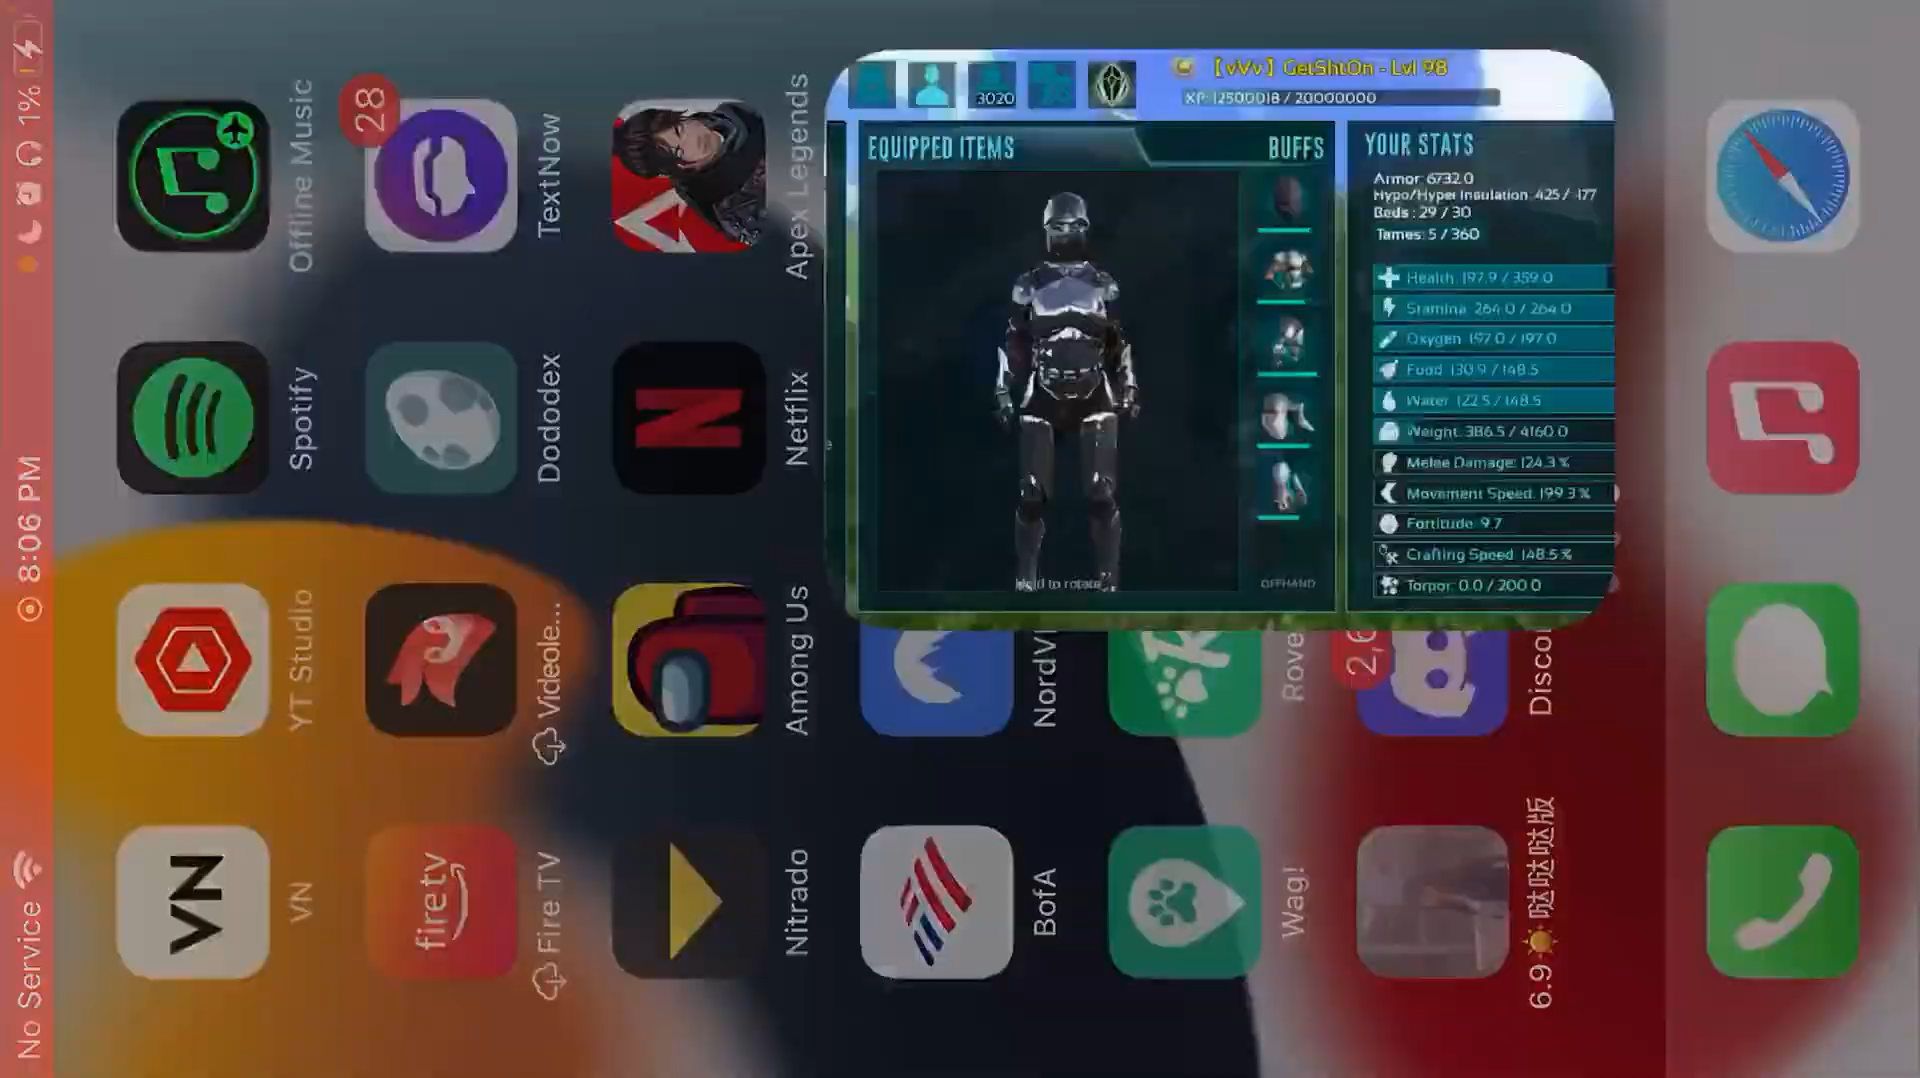 No Service
8:06 PM
1%
Offline Music
28
TextNow
Apex Legends
Spotify
Dododex
N
Netflix
YT Studio
Videole...
Among Us
NordV
Rove
2,6
Disco
VN
VN
firetv
Fire TV
Nitrado
BofA
Wag!
6.9☀️哒哒哒版
3020
【vVv】GetShtOn - Lvl 98
XP: 12500018 / 20000000
EQUIPPED ITEMS
BUFFS
Hold to rotate
OFFHAND
YOUR STATS
Armor: 6732.0
Hypo/Hyper Insulation: 425 / -177
Beds : 29 / 30
Tames: 5 / 360
Health: 197.9 / 359.0
Stamina: 264.0 / 264.0
Oxygen: 197.0 / 197.0
Food: 130.9 / 148.5
Water: 122.5 / 148.5
Weight: 386.5 / 4160.0
Melee Damage: 124.3 %
Movement Speed: 199.3 %
Fortitude: 9.7
Crafting Speed: 148.5 %
Torpor: 0.0 / 200.0